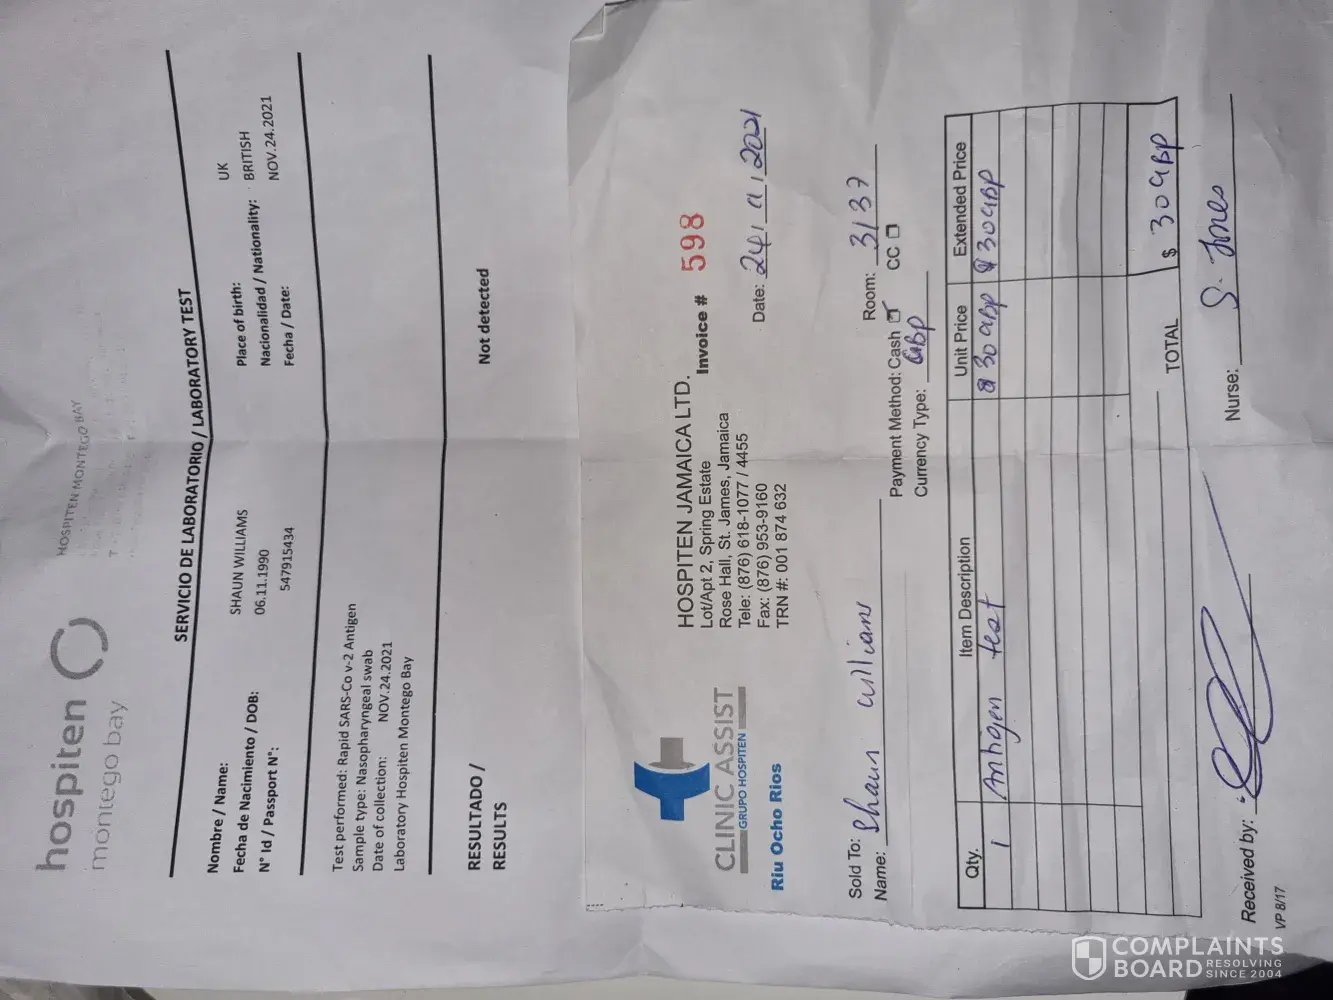 hospiten
montego bay
HOSPITEN MONTEGO BAY
SERVICIO DE LABORATORIO / LABORATORY TEST
Nombre / Name: SHAUN WILLIAMS Place of birth: UK
Fecha de Nacimiento / DOB: 06.11.1990 Nacionalidad / Nationality: BRITISH
N° Id / Passport N°: 547915434 Fecha / Date: NOV.24.2021
Test performed: Rapid SARS-Co v-2 Antigen
Sample type: Nasopharyngeal swab
Date of collection: NOV.24.2021
Laboratory Hospiten Montego Bay
RESULTADO / Not detected
RESULTS
CLINIC ASSIST
GRUPO HOSPITEN
Riu Ocho Rios
HOSPITEN JAMAICA LTD.
Lot/Apt 2, Spring Estate
Rose Hall, St. James, Jamaica
Tele: (876) 618-1077 / 4455
Fax: (876) 953-9160
TRN #: 001 874 632
Invoice # 598
Date: 24/11/2021
Sold To:
Name: Shaun Williams Room: 3137
Payment Method: Cash CC
Currency Type: GBP
Qty. Item Description Unit Price Extended Price
1 Antigen test $30 GBP $30 GBP
TOTAL $ 30 GBP
Received by: Nurse: S. Jones
VP 8/17
COMPLAINTS
BOARD RESOLVING
SINCE 2004